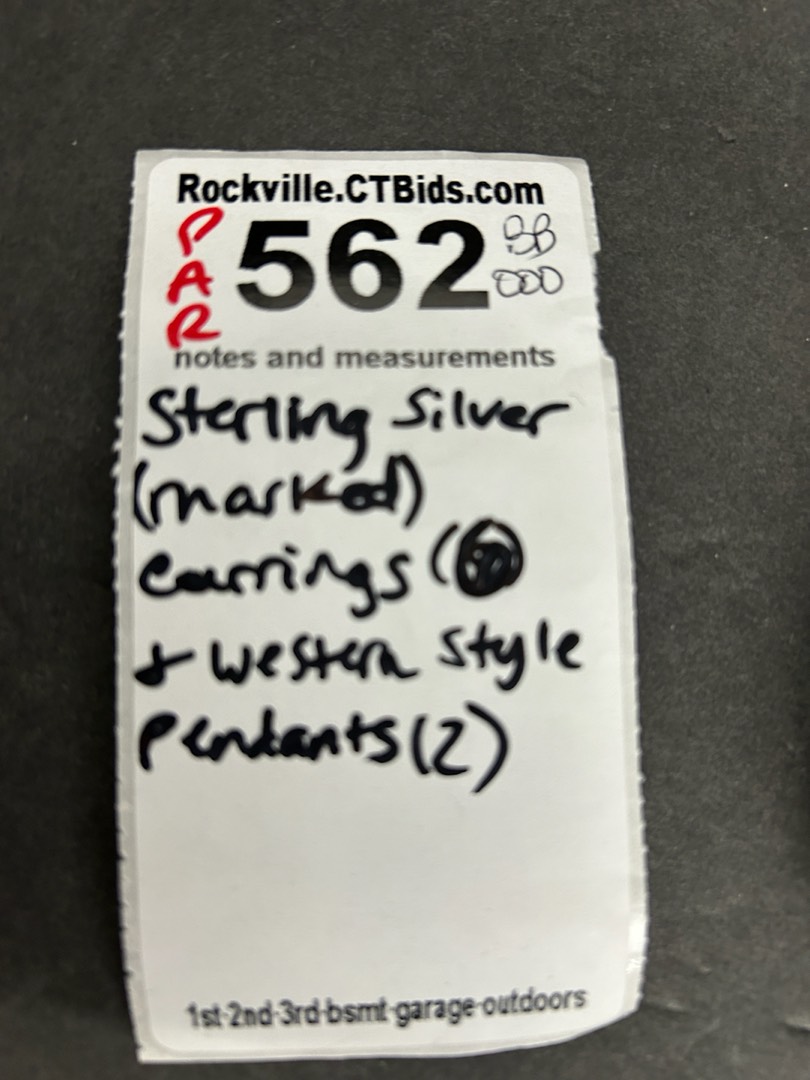 Rockville.CTBids.com
PAR
562
notes and measurements
Sterling Silver
(marked)
earrings (
+ western style
Pendants (2)
1st-2nd-3rd-bsmt-garage-outdoors